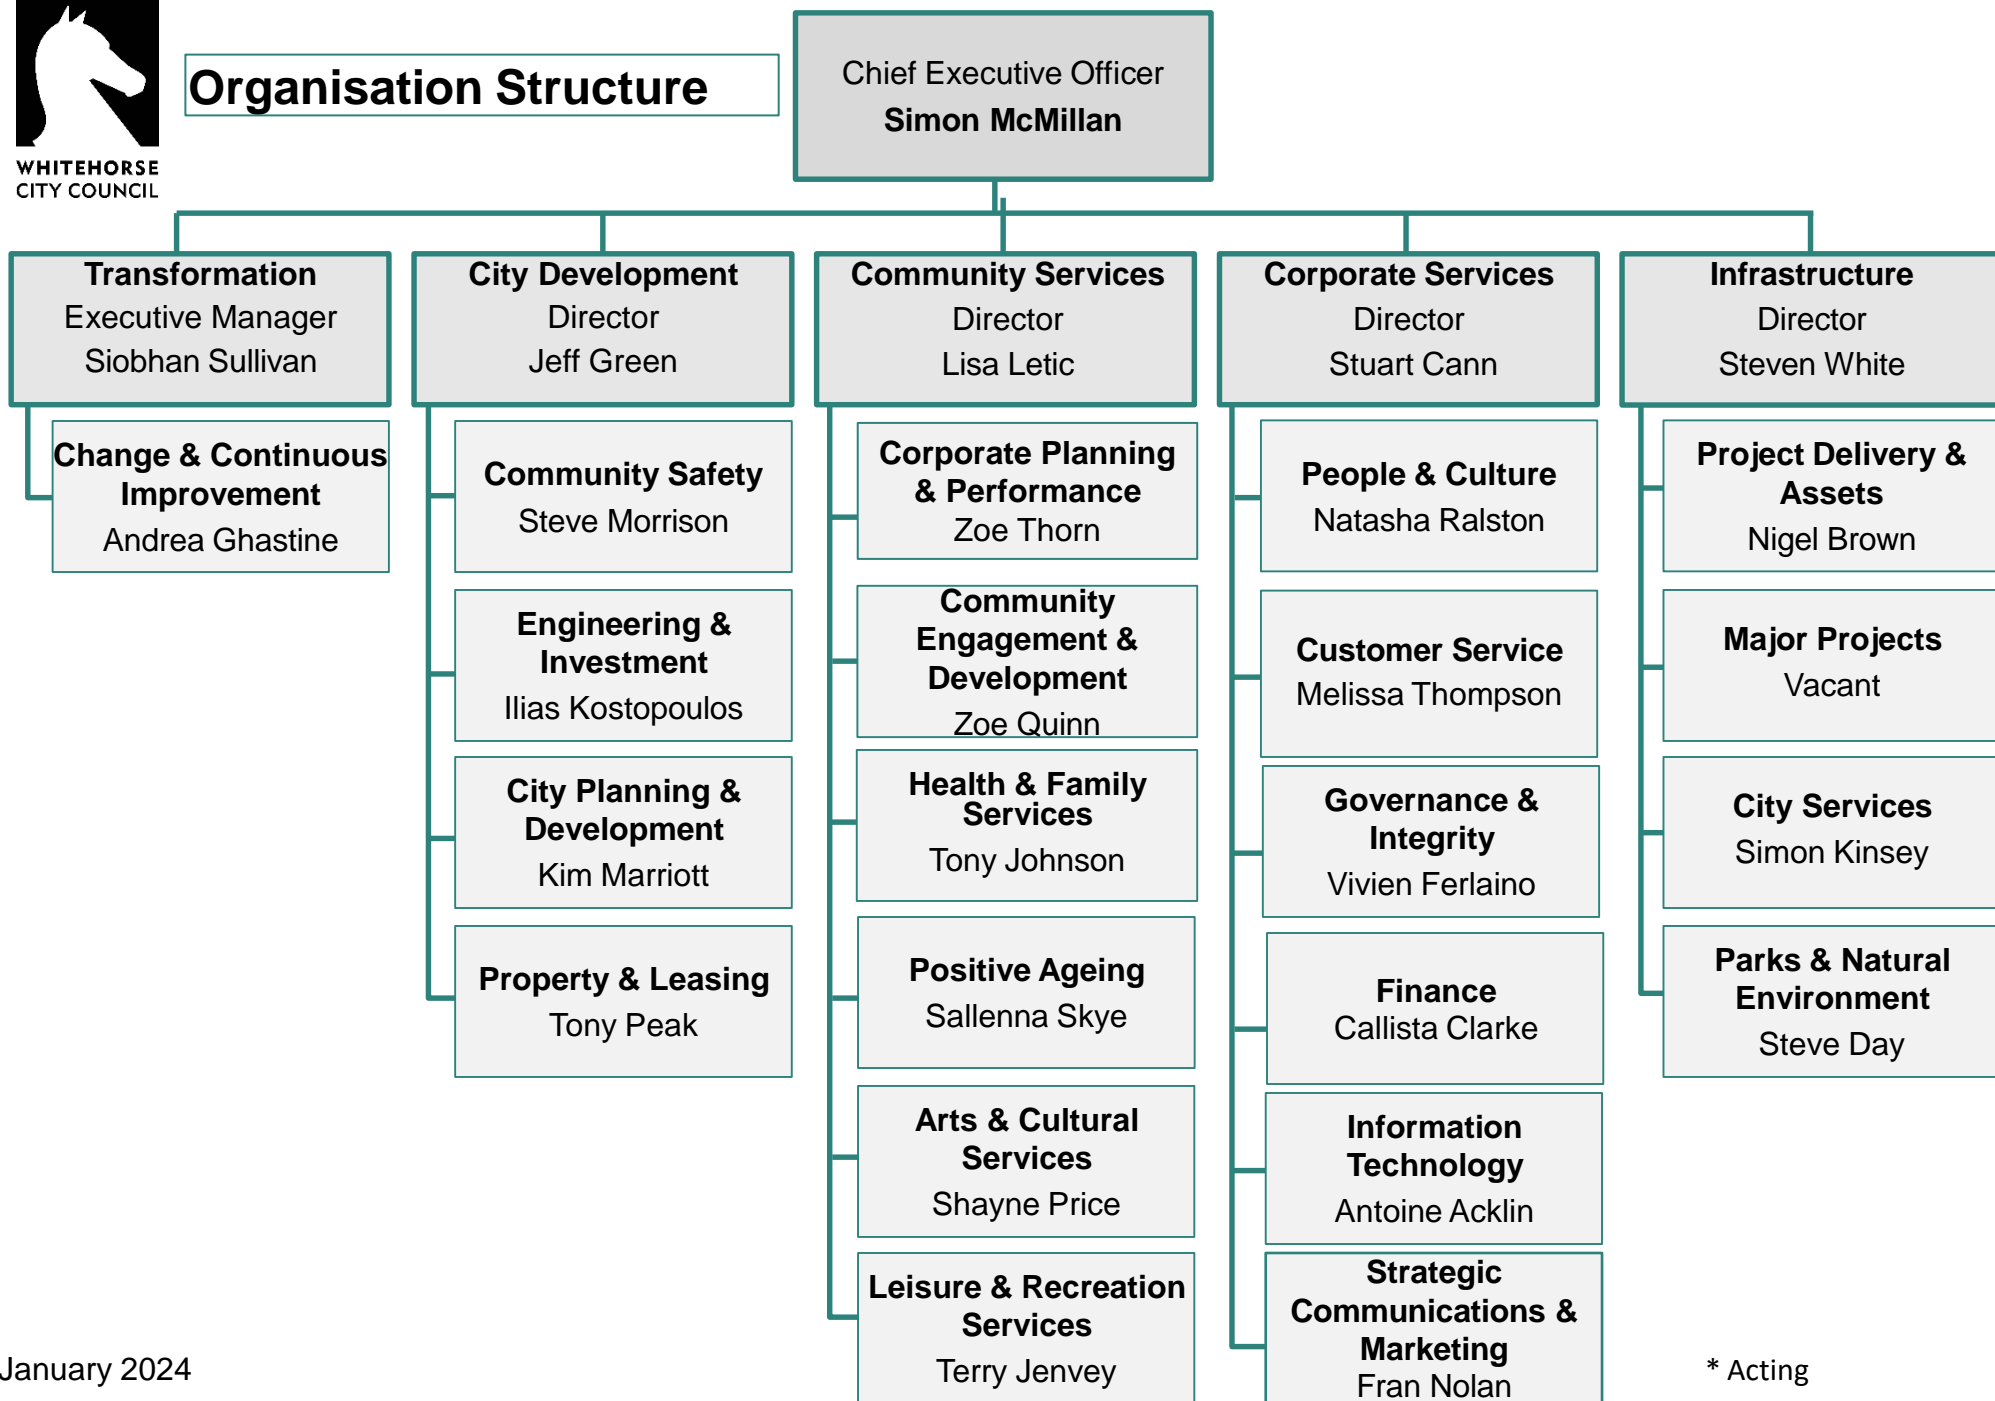 WHITEHORSE
CITY COUNCIL
Organisation Structure
Chief Executive Officer
Simon McMillan
Transformation
Executive Manager
Siobhan Sullivan
Change & Continuous
Improvement
Andrea Ghastine
City Development
Director
Jeff Green
Community Safety
Steve Morrison
Engineering &
Investment
Ilias Kostopoulos
City Planning &
Development
Kim Marriott
Property & Leasing
Tony Peak
Community Services
Director
Lisa Letic
Corporate Planning
& Performance
Zoe Thorn
Community
Engagement &
Development
Zoe Quinn
Health & Family
Services
Tony Johnson
Positive Ageing
Sallenna Skye
Arts & Cultural
Services
Shayne Price
Leisure & Recreation
Services
Terry Jenvey
Corporate Services
Director
Stuart Cann
People & Culture
Natasha Ralston
Customer Service
Melissa Thompson
Governance &
Integrity
Vivien Ferlaino
Finance
Callista Clarke
Information
Technology
Antoine Acklin
Strategic
Communications &
Marketing
Fran Nolan
Infrastructure
Director
Steven White
Project Delivery &
Assets
Nigel Brown
Major Projects
Vacant
City Services
Simon Kinsey
Parks & Natural
Environment
Steve Day
January 2024
* Acting